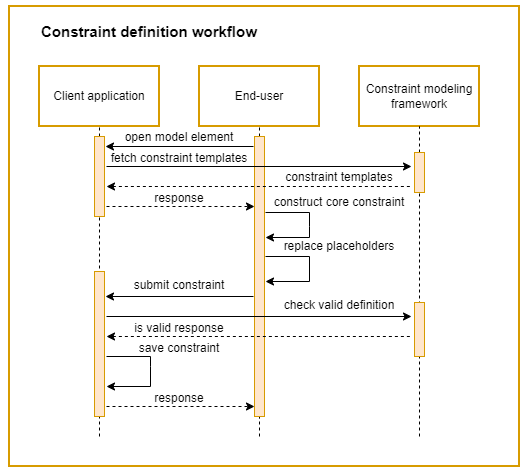 Constraint definition workflow
Client application
End-user
Constraint modeling
framework
open model element
fetch constraint templates
constraint templates
response
construct core constraint
replace placeholders
submit constraint
check valid definition
is valid response
save constraint
response